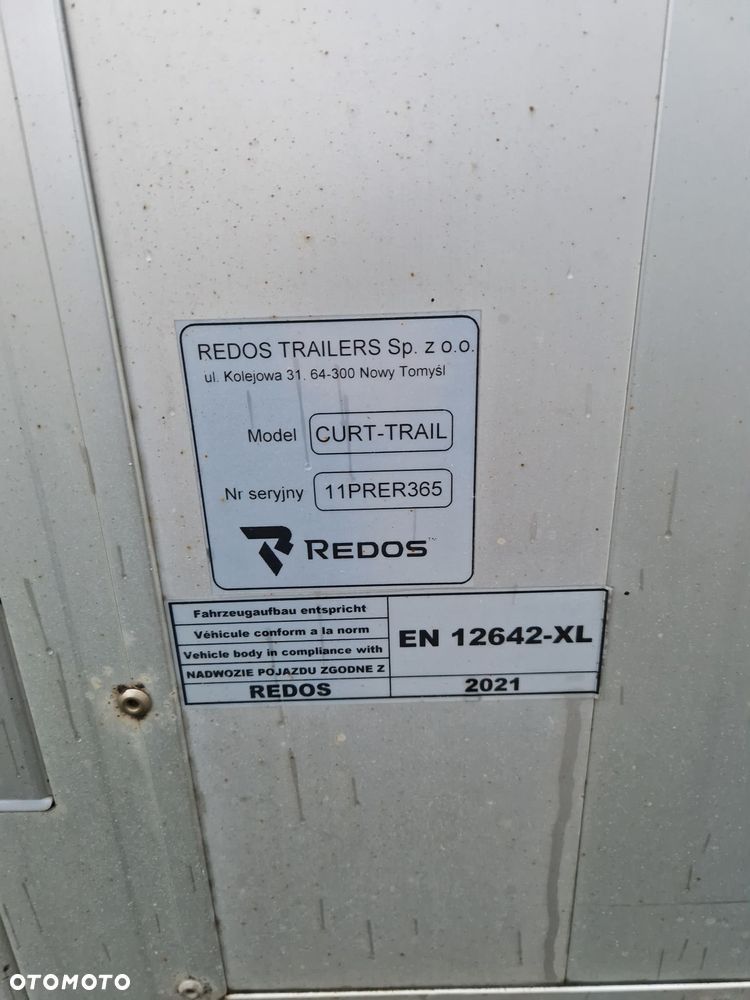 REDOS TRAILERS Sp. z o.o.
ul. Kolejowa 31. 64-300 Nowy Tomyśl
Model CURT-TRAIL
Nr seryjny 11PRER365
REDOS™
Fahrzeugaufbau entspricht
Véhicule conform a la norm
Vehicle body in compliance with
NADWOZIE POJAZDU ZGODNE Z
EN 12642-XL
REDOS 2021
OTOMOTO